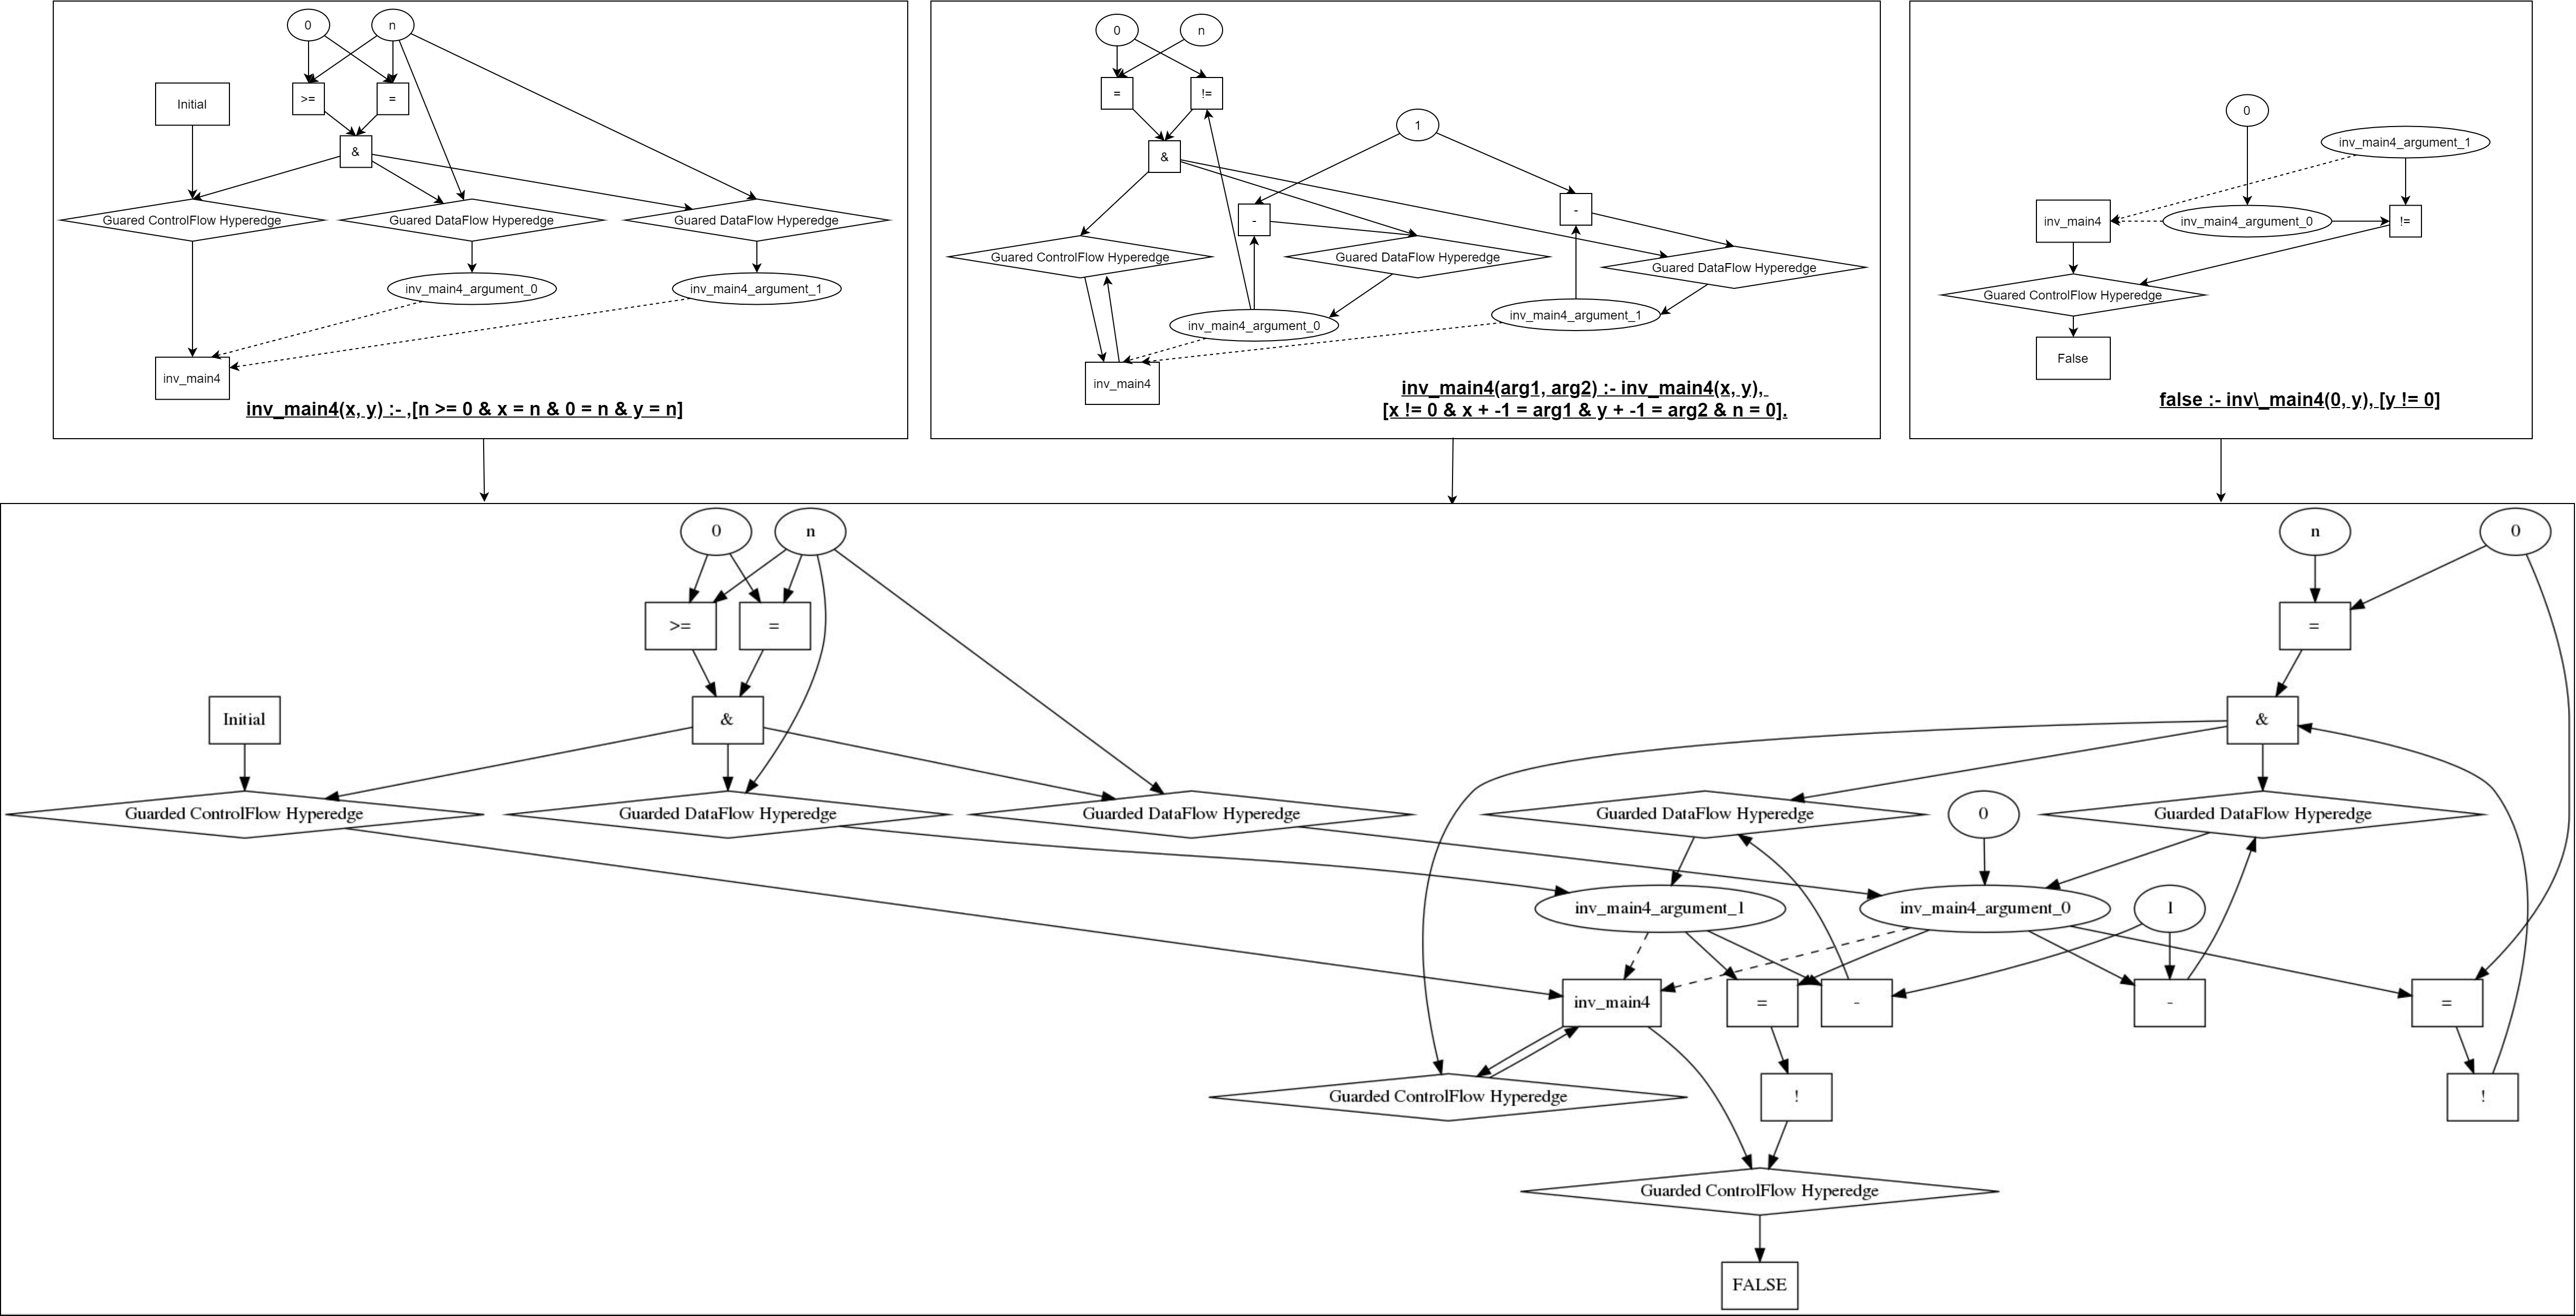 0
n
>=
=
Initial
&
Guared ControlFlow Hyperedge
Guared DataFlow Hyperedge
Guared DataFlow Hyperedge
inv_main4_argument_0
inv_main4_argument_1
inv_main4
inv_main4(x, y) :- ,[n >= 0 & x = n & 0 = n & y = n]
0
n
=
!=
1
&
-
-
Guared ControlFlow Hyperedge
Guared DataFlow Hyperedge
Guared DataFlow Hyperedge
inv_main4_argument_0
inv_main4_argument_1
inv_main4
inv_main4(arg1, arg2) :- inv_main4(x, y),
[x != 0 & x + -1 = arg1 & y + -1 = arg2 & n = 0].
0
inv_main4_argument_1
inv_main4
inv_main4_argument_0
!=
Guared ControlFlow Hyperedge
False
false :- inv\_main4(0, y), [y != 0]
0
n
n
0
>=
=
=
Initial
&
&
Guarded ControlFlow Hyperedge
Guarded DataFlow Hyperedge
Guarded DataFlow Hyperedge
Guarded DataFlow Hyperedge
0
Guarded DataFlow Hyperedge
inv_main4_argument_1
inv_main4_argument_0
1
inv_main4
=
-
-
=
Guarded ControlFlow Hyperedge
!
!
Guarded ControlFlow Hyperedge
FALSE